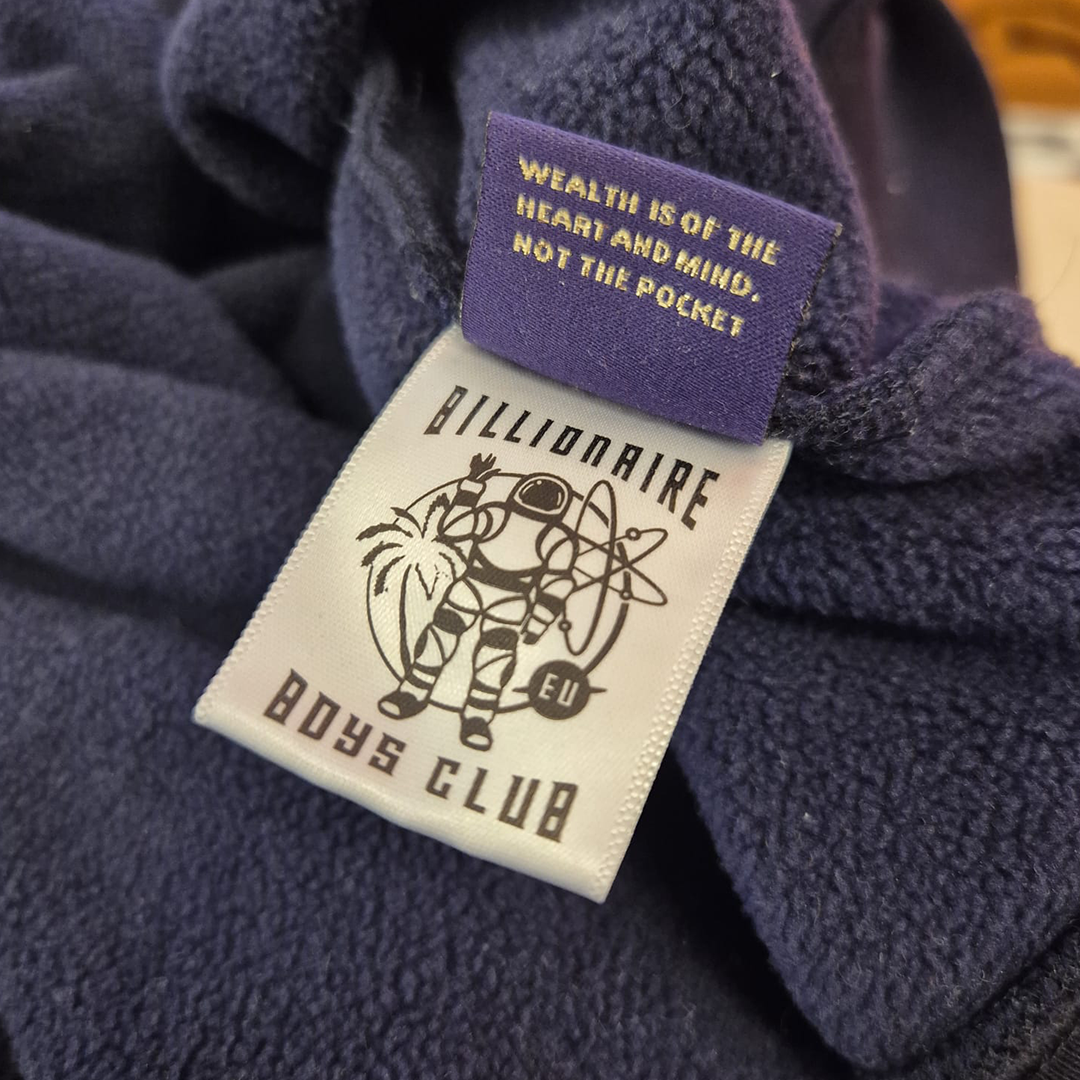 WEALTH IS OF THE
HEART AND MIND.
NOT THE POCKET
BILLIONAIRE
EU
BOYS CLUB